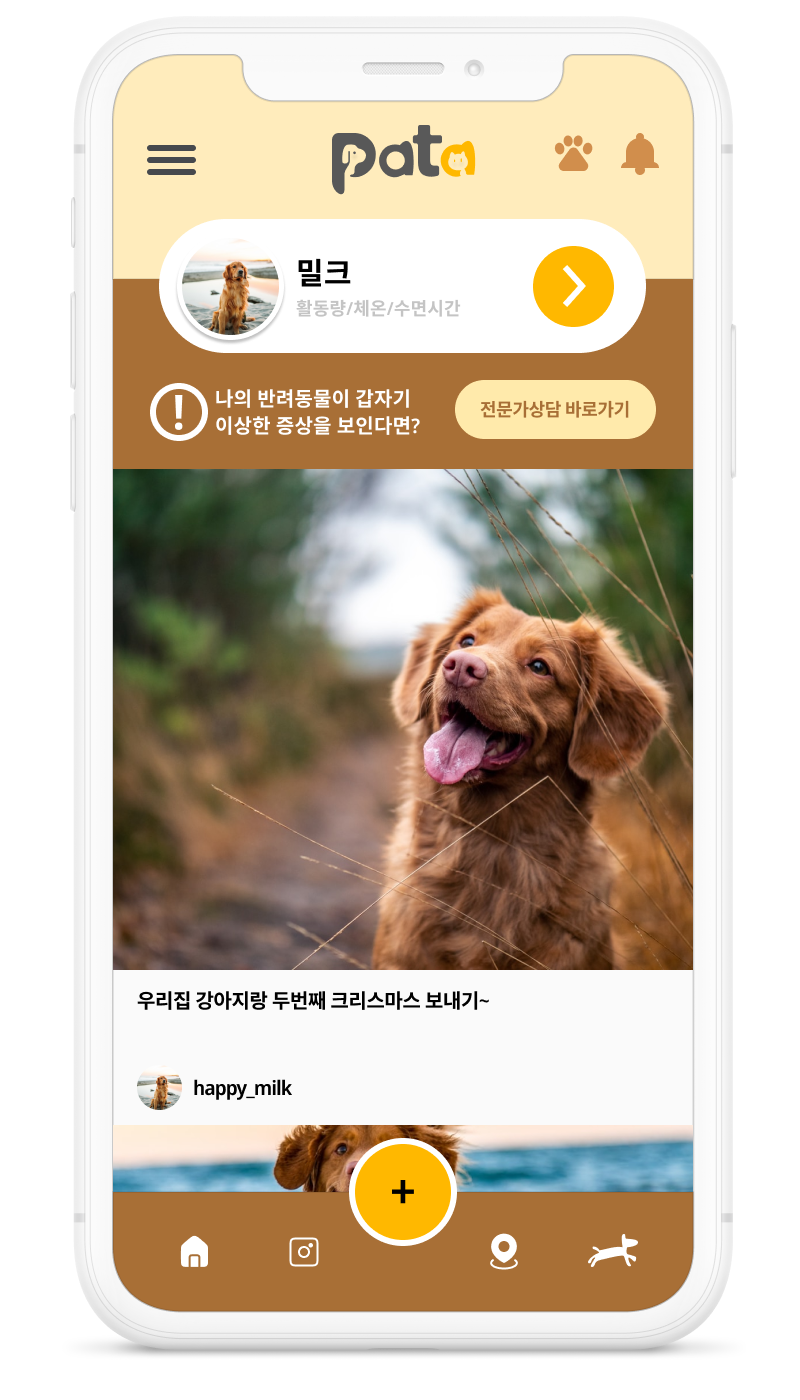 pata
밀크
활동량/체온/수면시간
나의 반려동물이 갑자기
이상한 증상을 보인다면?
전문가상담 바로가기
우리집 강아지랑 두번째 크리스마스 보내기~
happy_milk
+